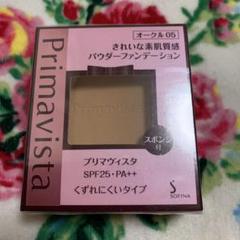 オークル 05
Primavista
きれいな素肌質感
パウダーファンデーション
スポンジ付
プリマヴィスタ
SPF25・PA++
くずれにくいタイプ
SOFINA